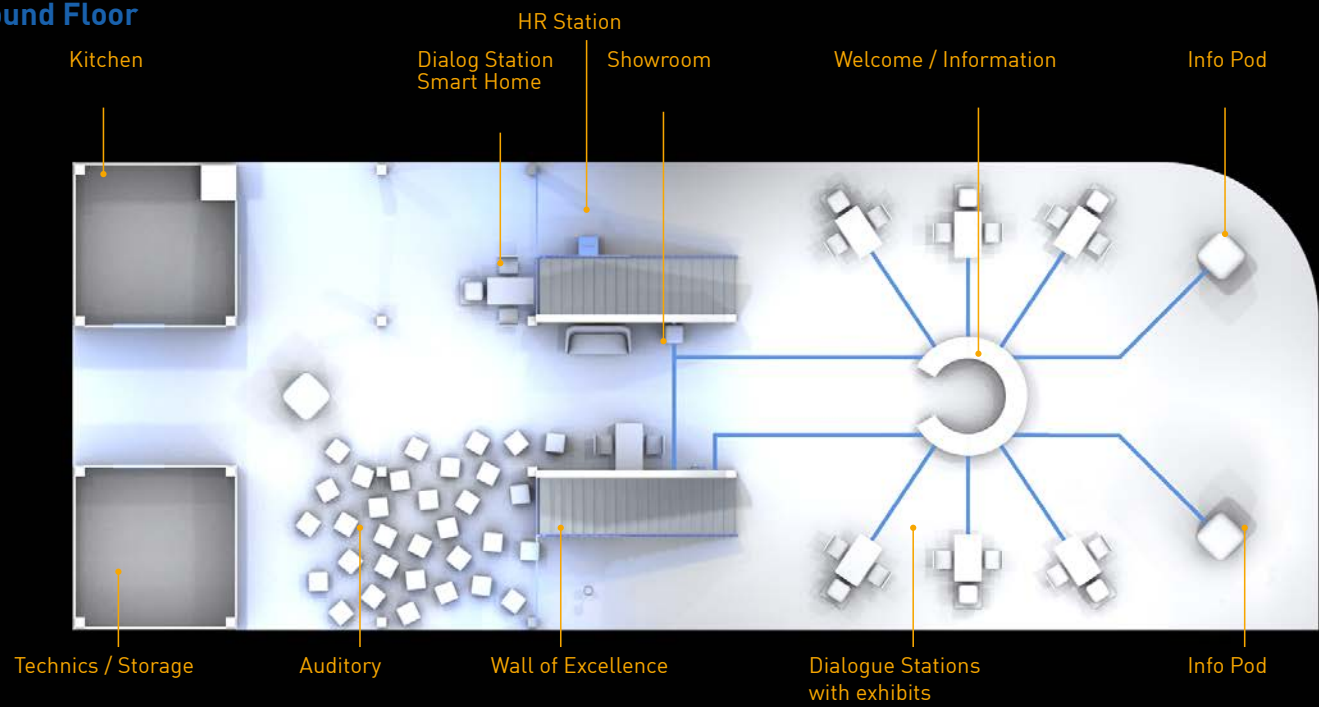 ound Floor
HR Station
Kitchen
Dialog Station
Smart Home
Showroom
Welcome / Information
Info Pod
Technics / Storage
Auditory
Wall of Excellence
Dialogue Stations
with exhibits
Info Pod